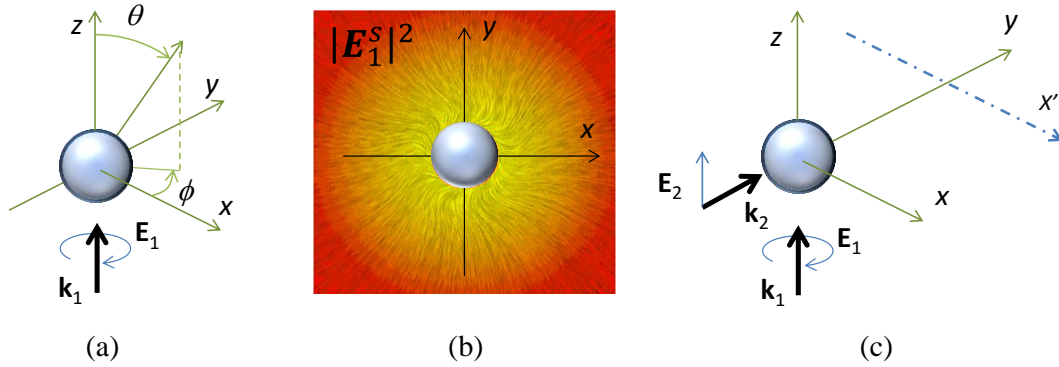 θ
z
y
ϕ
x
E₁
k₁
(a)
|E₁ˢ|²
y
x
(b)
z
y
X'
x
E₂
k₂
E₁
k₁
(c)